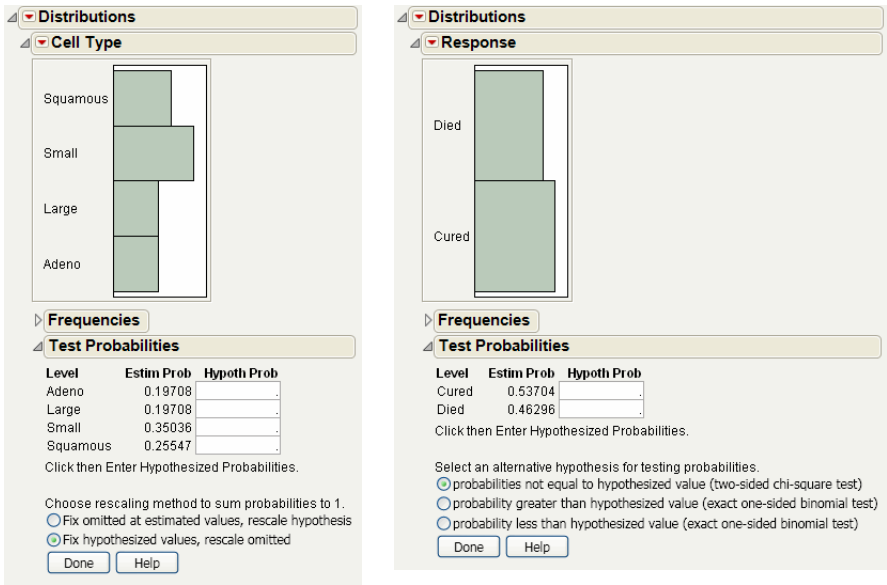 Distributions
Cell Type
Squamous
Small
Large
Adeno
Frequencies
Test Probabilities
Level Estim Prob Hypoth Prob
Adeno 0.19708 .
Large 0.19708 .
Small 0.35036 .
Squamous 0.25547 .
Click then Enter Hypothesized Probabilities.
Choose rescaling method to sum probabilities to 1.
Fix omitted at estimated values, rescale hypothesis
Fix hypothesized values, rescale omitted
Done Help
Distributions
Response
Died
Cured
Frequencies
Test Probabilities
Level Estim Prob Hypoth Prob
Cured 0.53704 .
Died 0.46296 .
Click then Enter Hypothesized Probabilities.
Select an alternative hypothesis for testing probabilities.
probabilities not equal to hypothesized value (two-sided chi-square test)
probability greater than hypothesized value (exact one-sided binomial test)
probability less than hypothesized value (exact one-sided binomial test)
Done Help